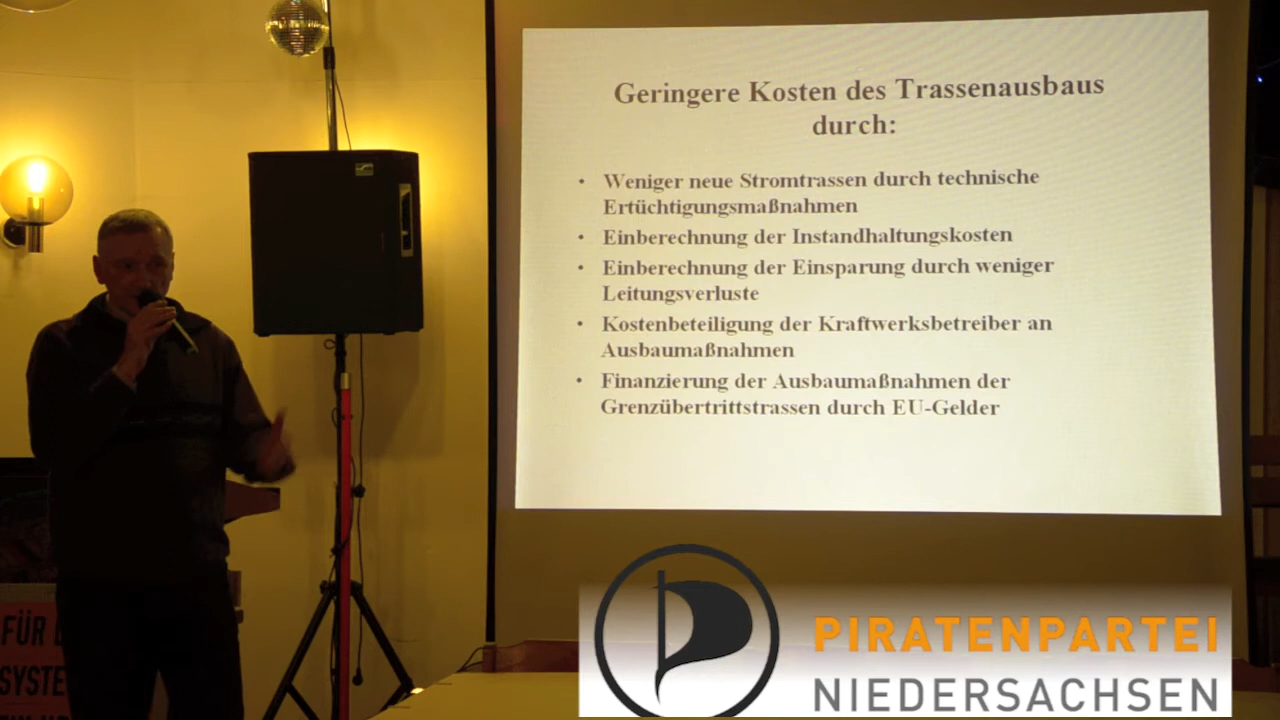 Geringere Kosten des Trassenausbaus
durch:
• Weniger neue Stromtrassen durch technische
Ertüchtigungsmaßnahmen
• Einberechnung der Instandhaltungskosten
• Einberechnung der Einsparung durch weniger
Leitungsverluste
• Kostenbeteiligung der Kraftwerksbetreiber an
Ausbaumaßnahmen
• Finanzierung der Ausbaumaßnahmen der
Grenzübertrittstrassen durch EU-Gelder
FÜR
SYSTE
PIRATENPARTEI
NIEDERSACHSEN